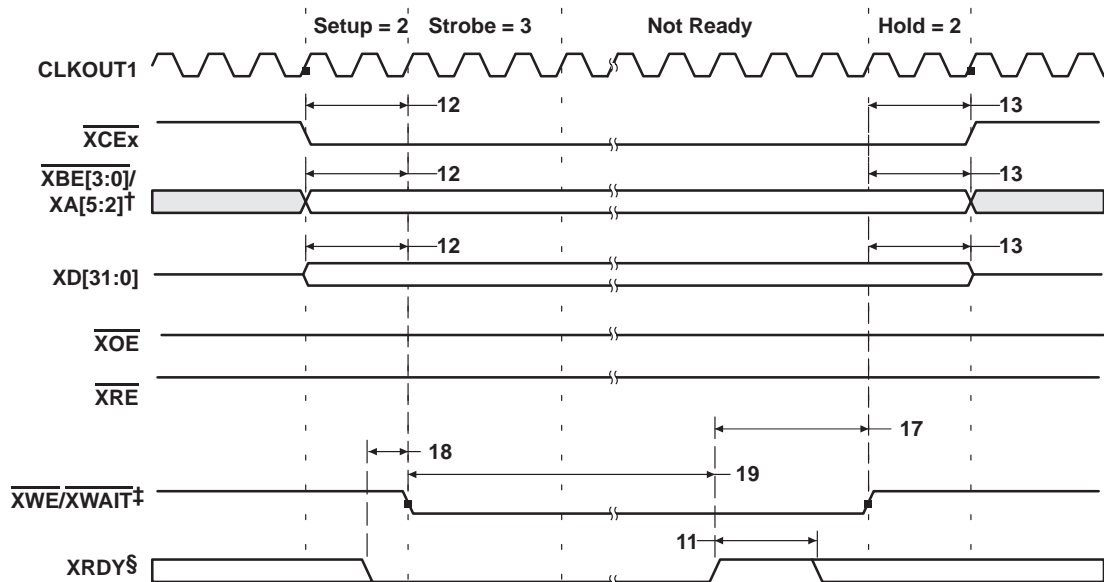 Setup = 2 Strobe = 3 Not Ready Hold = 2
CLKOUT1
12 13
XCEx
12 13
XBE[3:0]/
XA[5:2]†
12 13
XD[31:0]
XOE
XRE
17
18
19
XWE/XWAIT‡
11
XRDY§